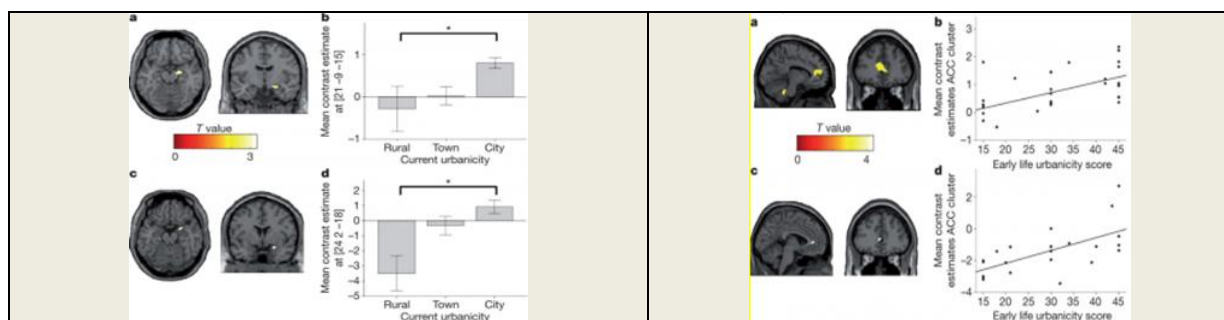 a
b
Mean contrast estimate
at [21 −9 −15]
1
0
−1
*
Rural Town City
Current urbanicity
T value
0 3
c
d
Mean contrast estimate
at [24 2 −18]
2
1
0
−1
−2
−3
−4
−5
*
Rural Town City
Current urbanicity
a
b
Mean contrast
estimates ACC cluster
3
2
1
0
−1
15 20 25 30 35 40 45
Early life urbanicity score
T value
0 4
c
d
Mean contrast
estimates ACC cluster
2
0
−2
−4
15 20 25 30 35 40 45
Early life urbanicity score